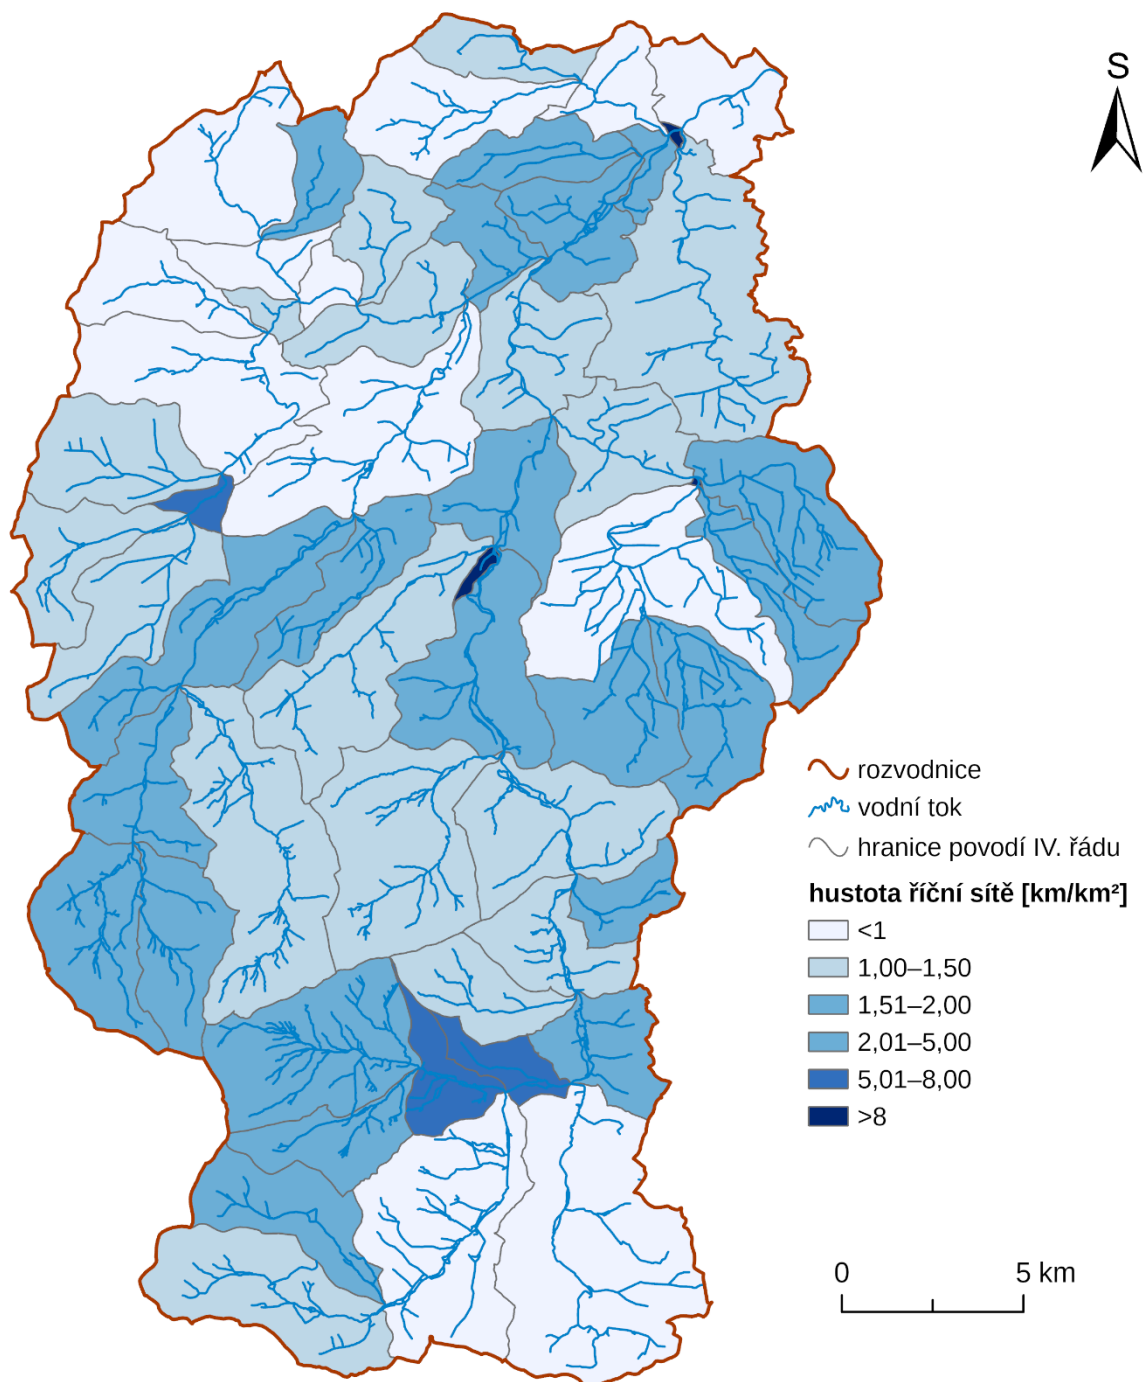 S
rozvodnice
vodní tok
hranice povodí IV. řádu
hustota říční sítě [km/km²]
<1
1,00–1,50
1,51–2,00
2,01–5,00
5,01–8,00
>8
0 5 km